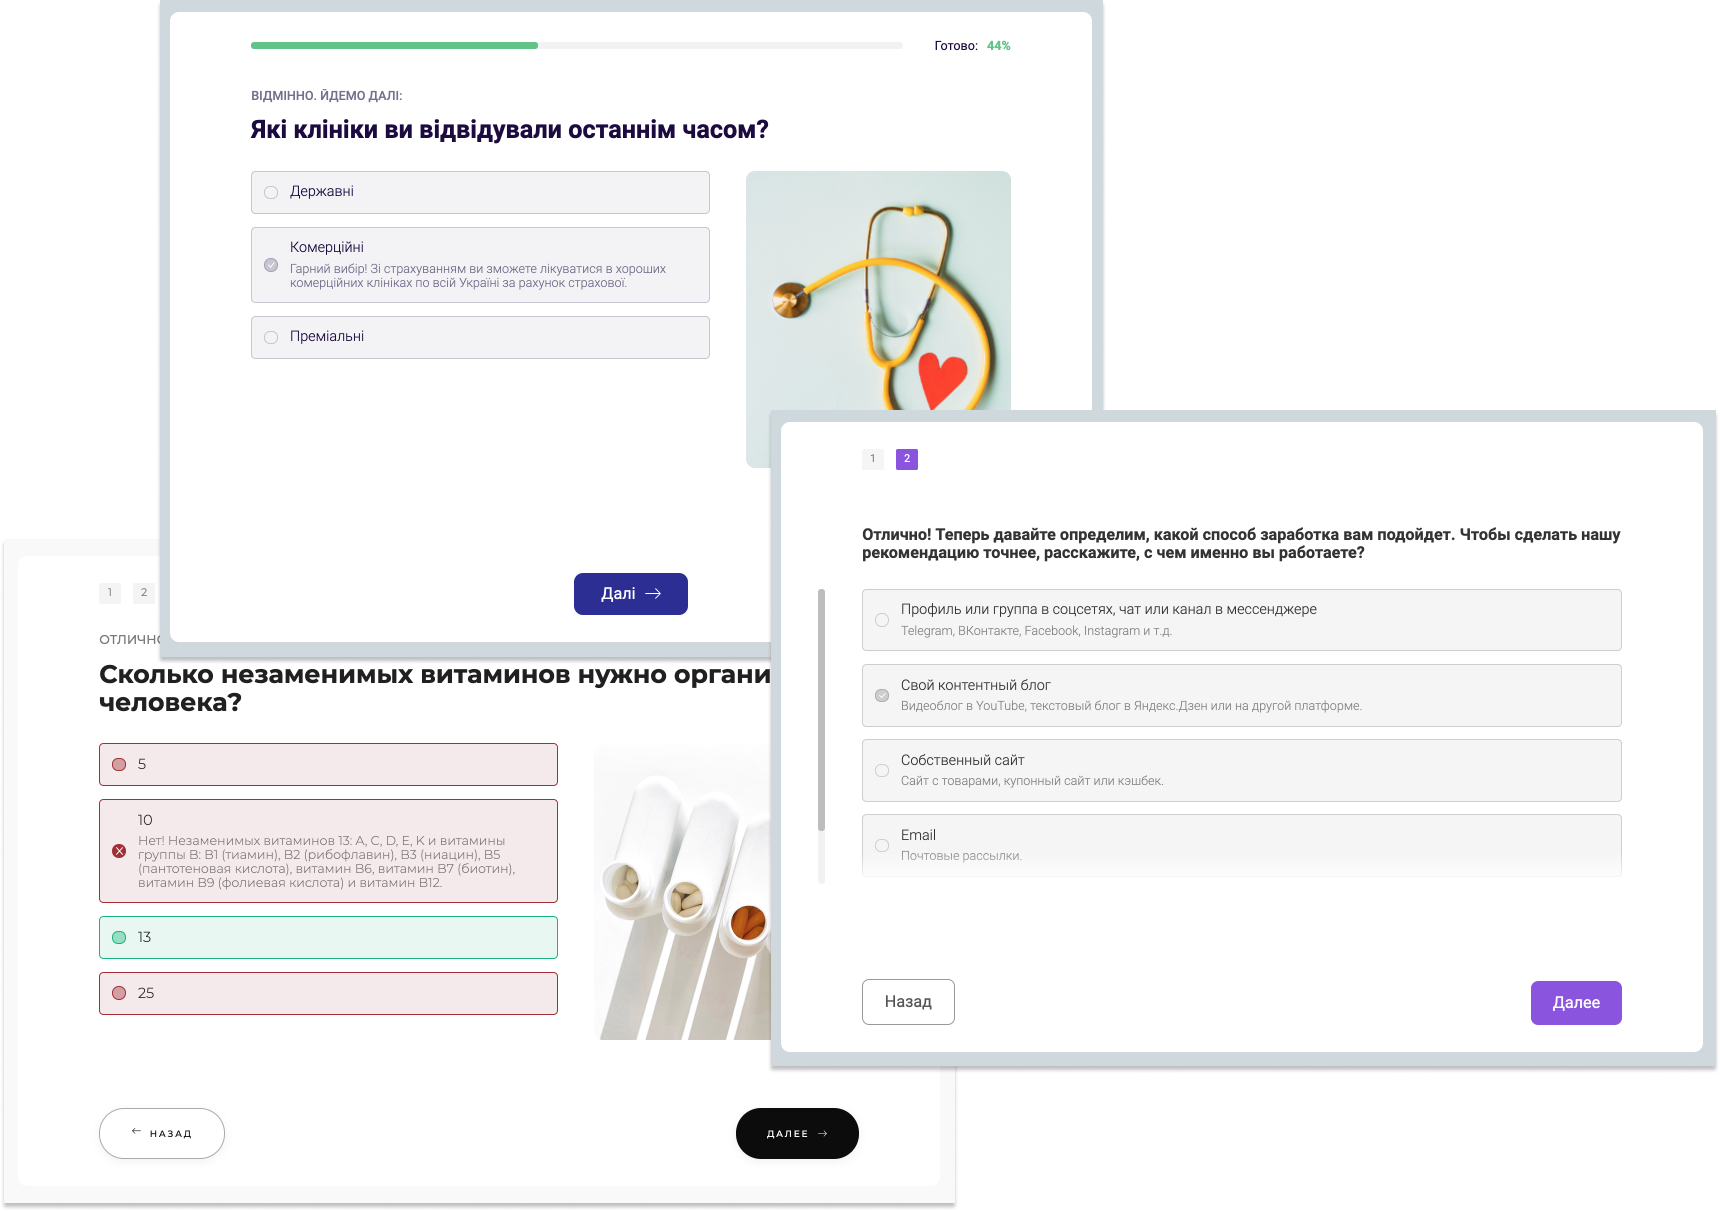 Готово: 44%
ВІДМІННО. ЙДЕМО ДАЛІ:
Які клініки ви відвідували останнім часом?
Державні
Комерційні
Гарний вибір! Зі страхуванням ви зможете лікуватися в хороших
комерційних клініках по всій Україні за рахунок страхової.
Преміальні
Далі
1 2
Отлично! Теперь давайте определим, какой способ заработка вам подойдет. Чтобы сделать нашу
рекомендацию точнее, расскажите, с чем именно вы работаете?
Профиль или группа в соцсетях, чат или канал в мессенджере
Telegram, ВКонтакте, Facebook, Instagram и т.д.
Свой контентный блог
Видеоблог в YouTube, текстовый блог в Яндекс.Дзен или на другой платформе.
Собственный сайт
Сайт с товарами, купонный сайт или кэшбек.
Email
Почтовые рассылки.
Назад
Далее
1 2
ОТЛИЧНО
Сколько незаменимых витаминов нужно органи
человека?
5
10
Нет! Незаменимых витаминов 13: A, C, D, E, K и витамины
группы B: B1 (тиамин), B2 (рибофлавин), B3 (ниацин), B5
(пантотеновая кислота), витамин B6, витамин B7 (биотин),
витамин B9 (фолиевая кислота) и витамин B12.
13
25
НАЗАД
ДАЛЕЕ